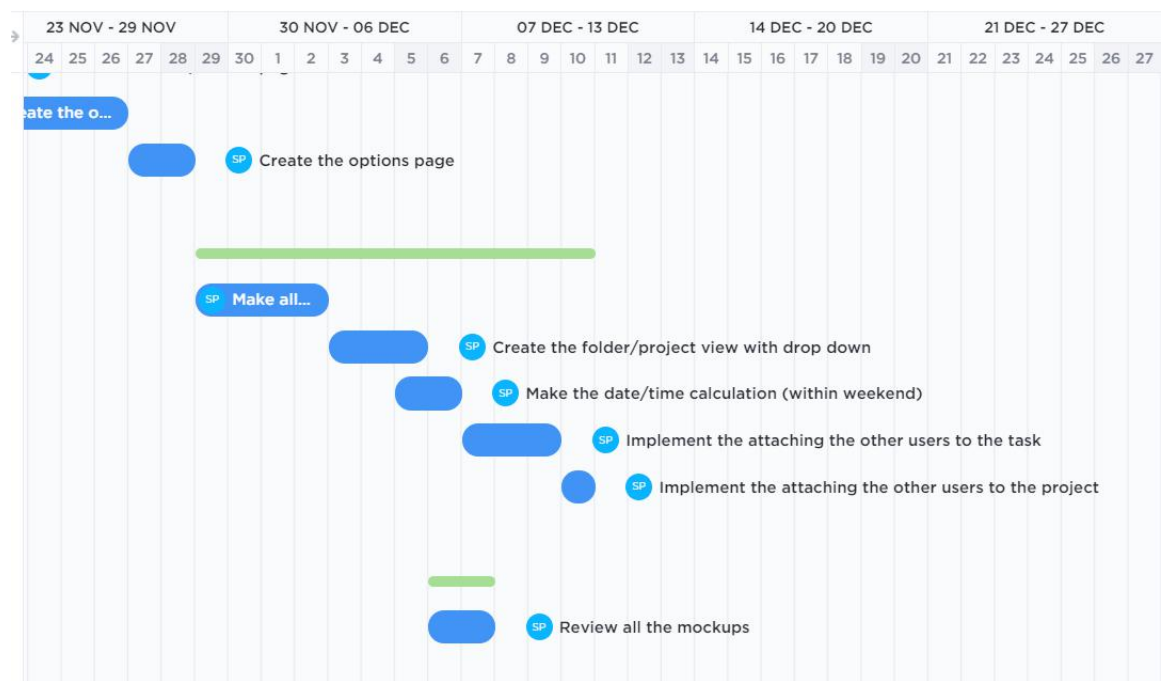 23 NOV - 29 NOV 30 NOV - 06 DEC 07 DEC - 13 DEC 14 DEC - 20 DEC 21 DEC - 27 DEC
24 25 26 27 28 29 30 1 2 3 4 5 6 7 8 9 10 11 12 13 14 15 16 17 18 19 20 21 22 23 24 25 26 27
eate the o...
SP Create the options page
SP Make all...
SP Create the folder/project view with drop down
SP Make the date/time calculation (within weekend)
SP Implement the attaching the other users to the task
SP Implement the attaching the other users to the project
SP Review all the mockups